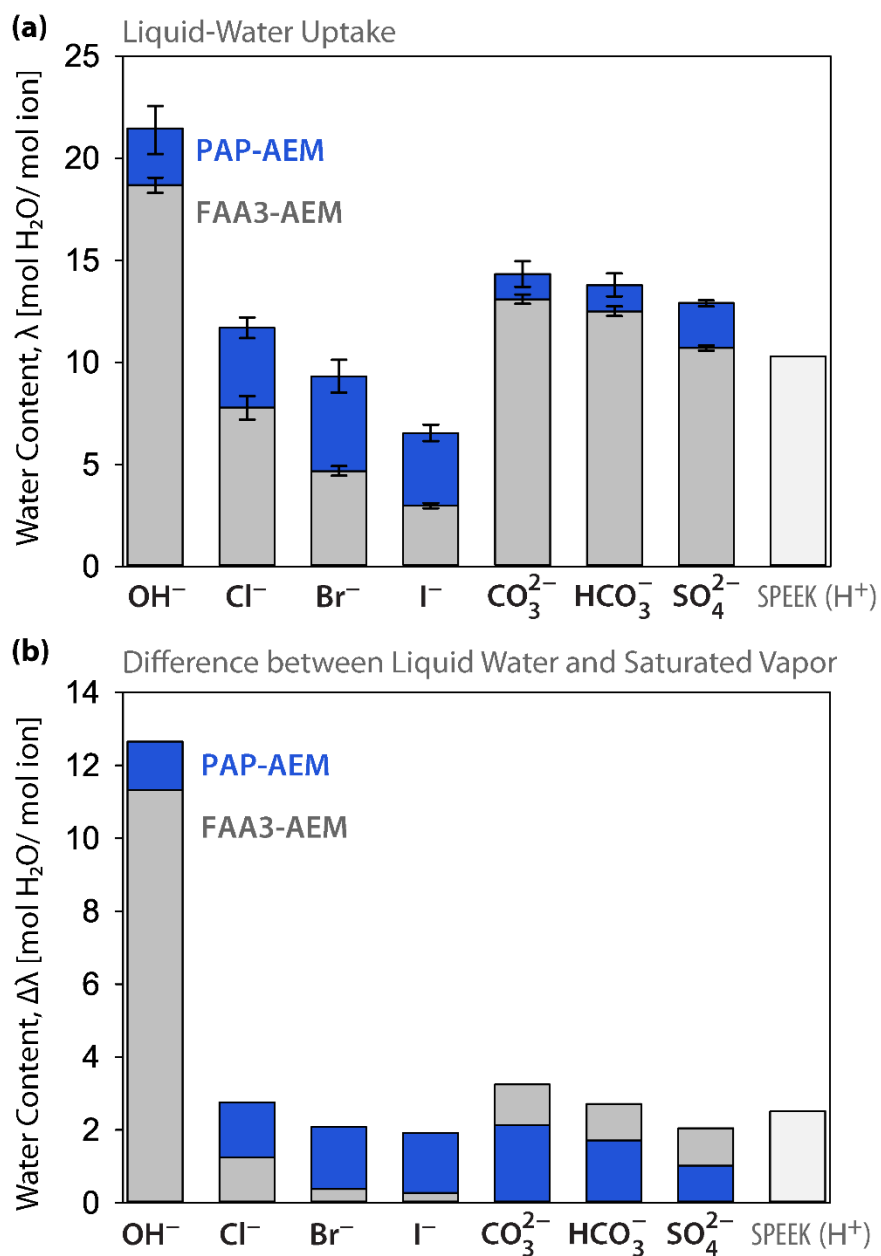 (a) Liquid-Water Uptake
25
20
15
10
5
0
Water Content, λ [mol H₂O/ mol ion]
PAP-AEM
FAA3-AEM
OH⁻ Cl⁻ Br⁻ I⁻ CO₃²⁻ HCO₃⁻ SO₄²⁻ SPEEK (H⁺)
(b) Difference between Liquid Water and Saturated Vapor
14
12
10
8
6
4
2
0
Water Content, Δλ [mol H₂O/ mol ion]
PAP-AEM
FAA3-AEM
OH⁻ Cl⁻ Br⁻ I⁻ CO₃²⁻ HCO₃⁻ SO₄²⁻ SPEEK (H⁺)